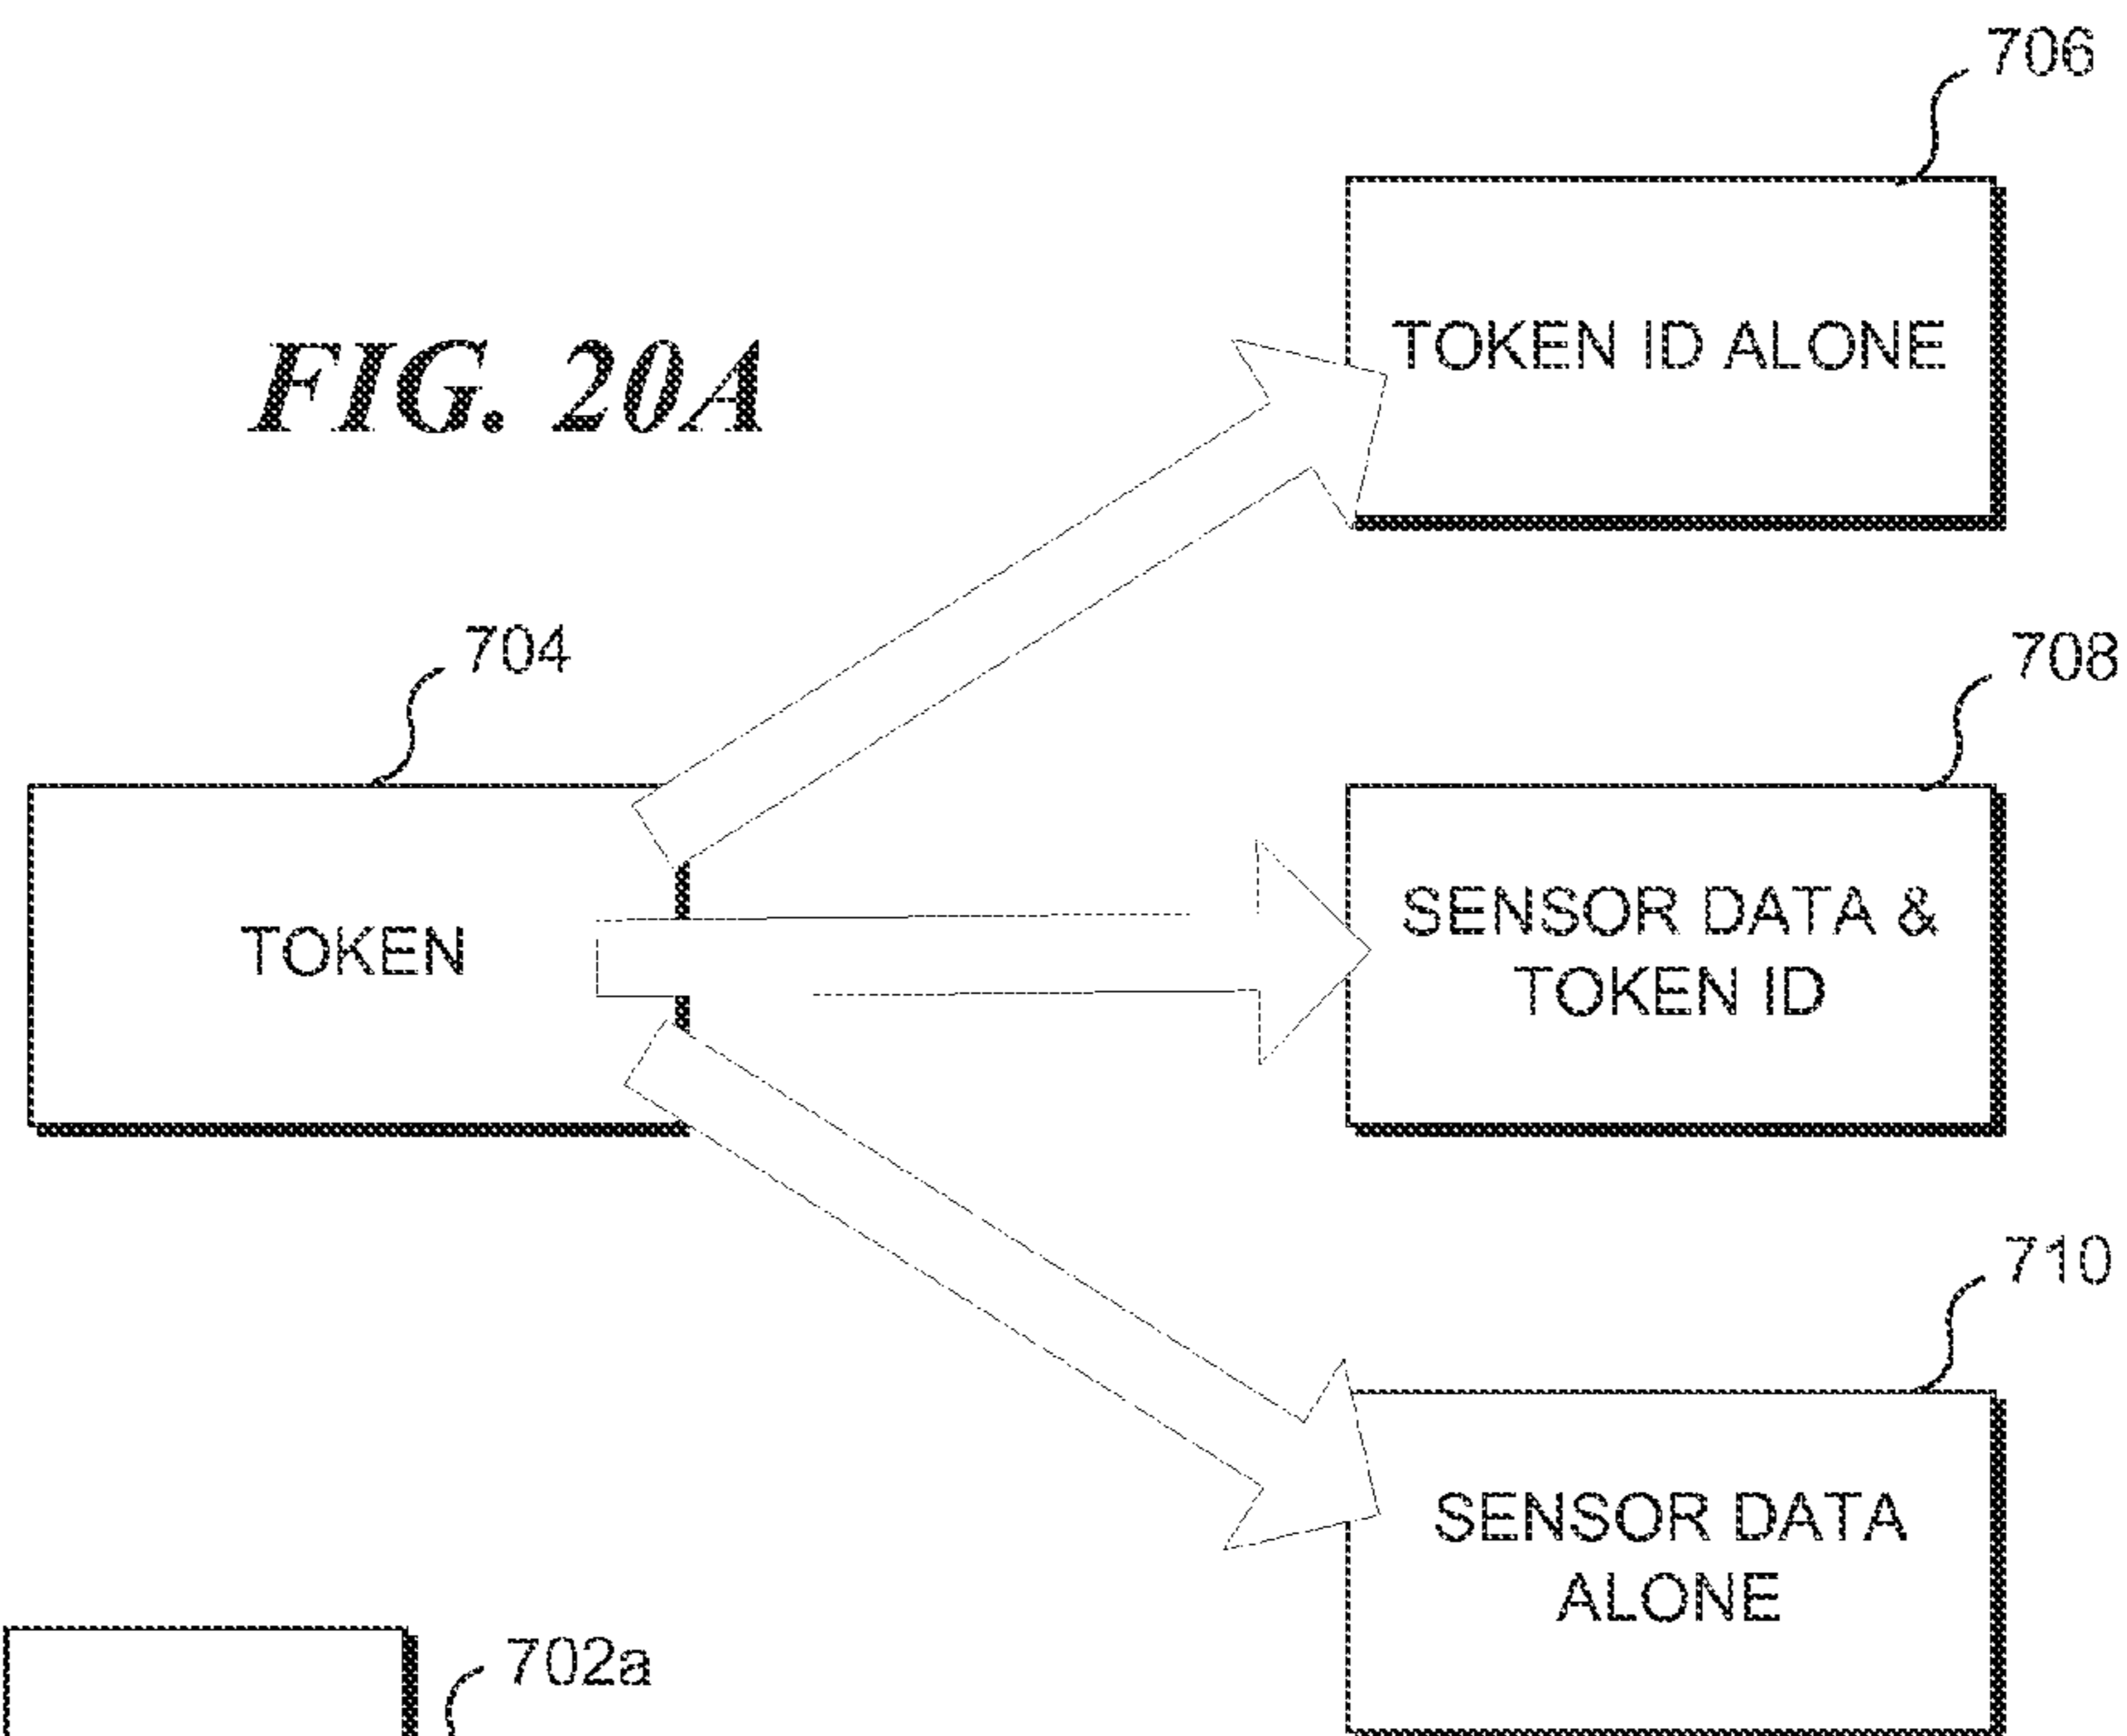 706
TOKEN ID ALONE
FIG. 20A
704
708
TOKEN
SENSOR DATA &
TOKEN ID
710
SENSOR DATA
ALONE
702a